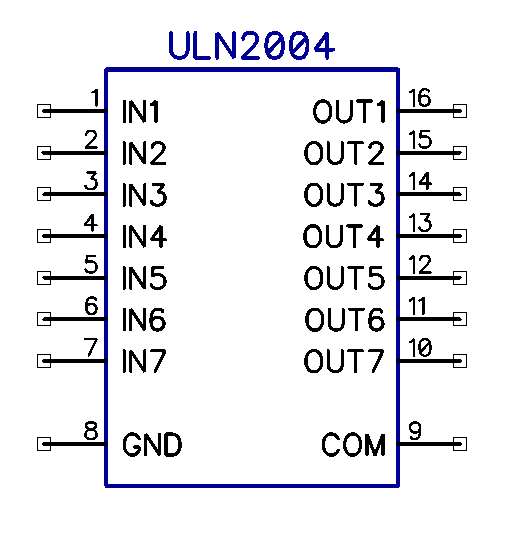 ULN2004
1 IN1 OUT1 16
2 IN2 OUT2 15
3 IN3 OUT3 14
4 IN4 OUT4 13
5 IN5 OUT5 12
6 IN6 OUT6 11
7 IN7 OUT7 10
8 GND COM 9